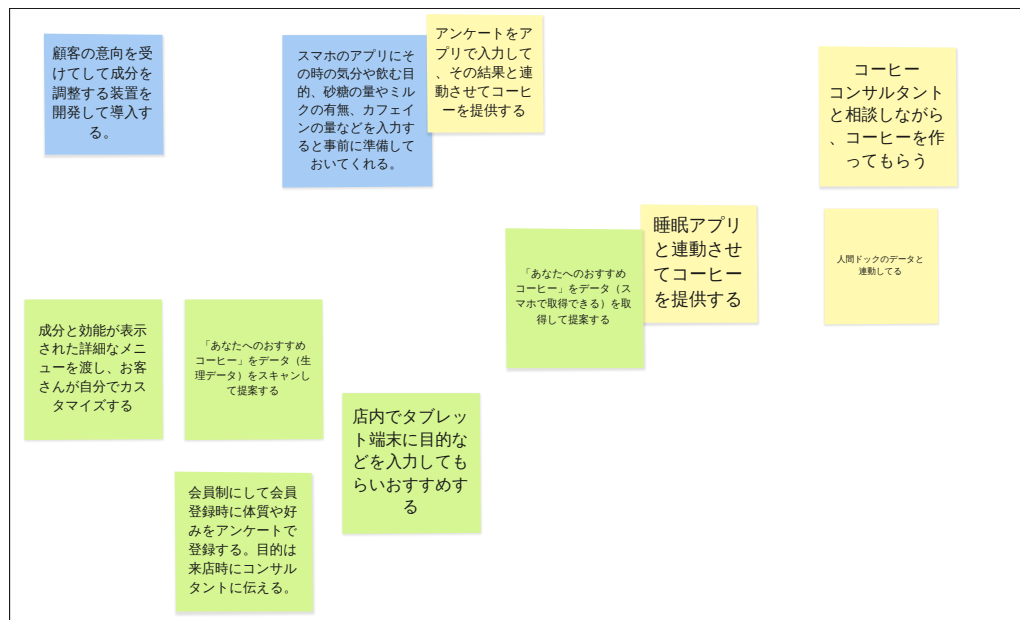 顧客の意向を受
けてして成分を
調整する装置を
開発して導入す
る。
スマホのアプリにそ
の時の気分や飲む目
的、砂糖の量やミル
クの有無、カフェイ
ンの量などを入力す
ると事前に準備して
おいてくれる。
アンケートをア
プリで入力して
、その結果と連
動させてコーヒ
ーを提供する
コーヒー
コンサルタント
と相談しながら
、コーヒーを作
ってもらう
睡眠アプリ
と連動させ
てコーヒー
を提供する
人間ドックのデータと
連動してる
「あなたへのおすすめ
コーヒー」をデータ（ス
マホで取得できる）を取
得して提案する
成分と効能が表示
された詳細なメニ
ューを渡し、お客
さんが自分でカス
タマイズする
「あなたへのおすすめ
コーヒー」をデータ（生
理データ）をスキャンし
て提案する
店内でタブレッ
ト端末に目的な
どを入力しても
らいおすすめす
る
会員制にして会員
登録時に体質や好
みをアンケートで
登録する。目的は
来店時にコンサル
タントに伝える。